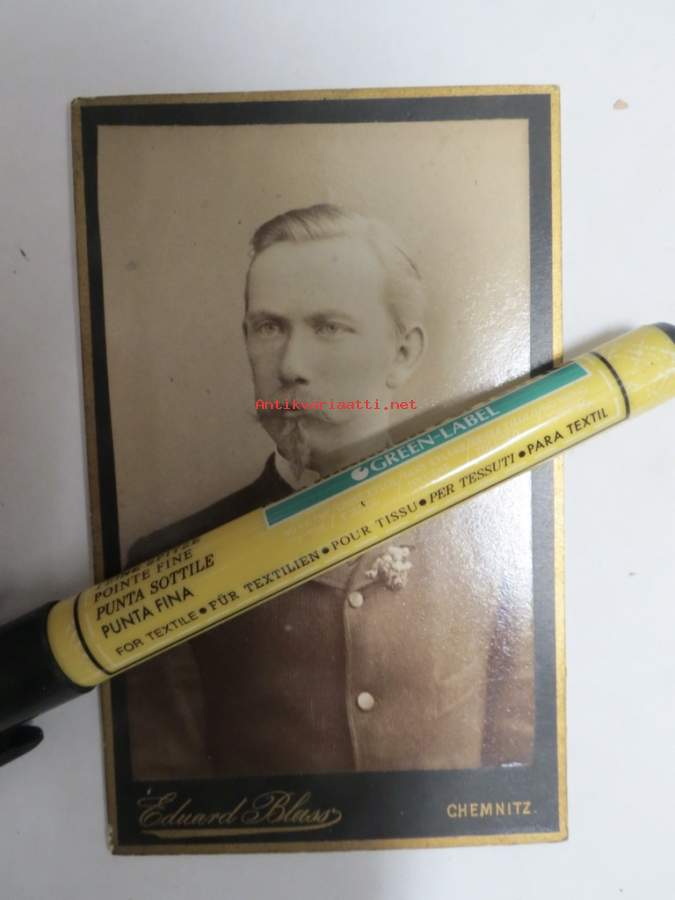 Antikvariaatti.net
GREEN-LABEL
POINTE FINE
PUNTA SOTTILE
PUNTA FINA
FOR TEXTILE • FÜR TEXTILIEN • POUR TISSU • PER TESSUTI • PARA TEXTIL
Eduard Blass
CHEMNITZ.